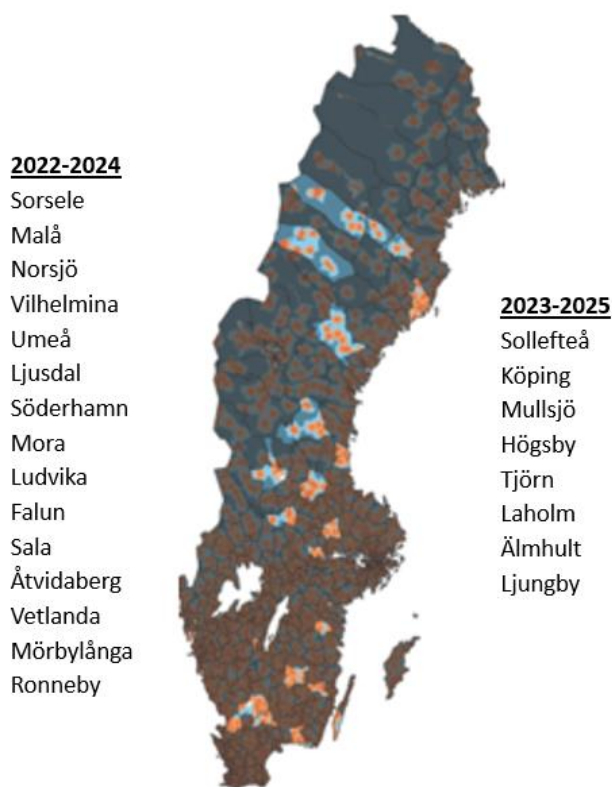 2022-2024
Sorsele
Malå
Norsjö
Vilhelmina
Umeå
Ljusdal
Söderhamn
Mora
Ludvika
Falun
Sala
Åtvidaberg
Vetlanda
Mörbylånga
Ronneby
2023-2025
Sollefteå
Köping
Mullsjö
Högsby
Tjörn
Laholm
Älmhult
Ljungby